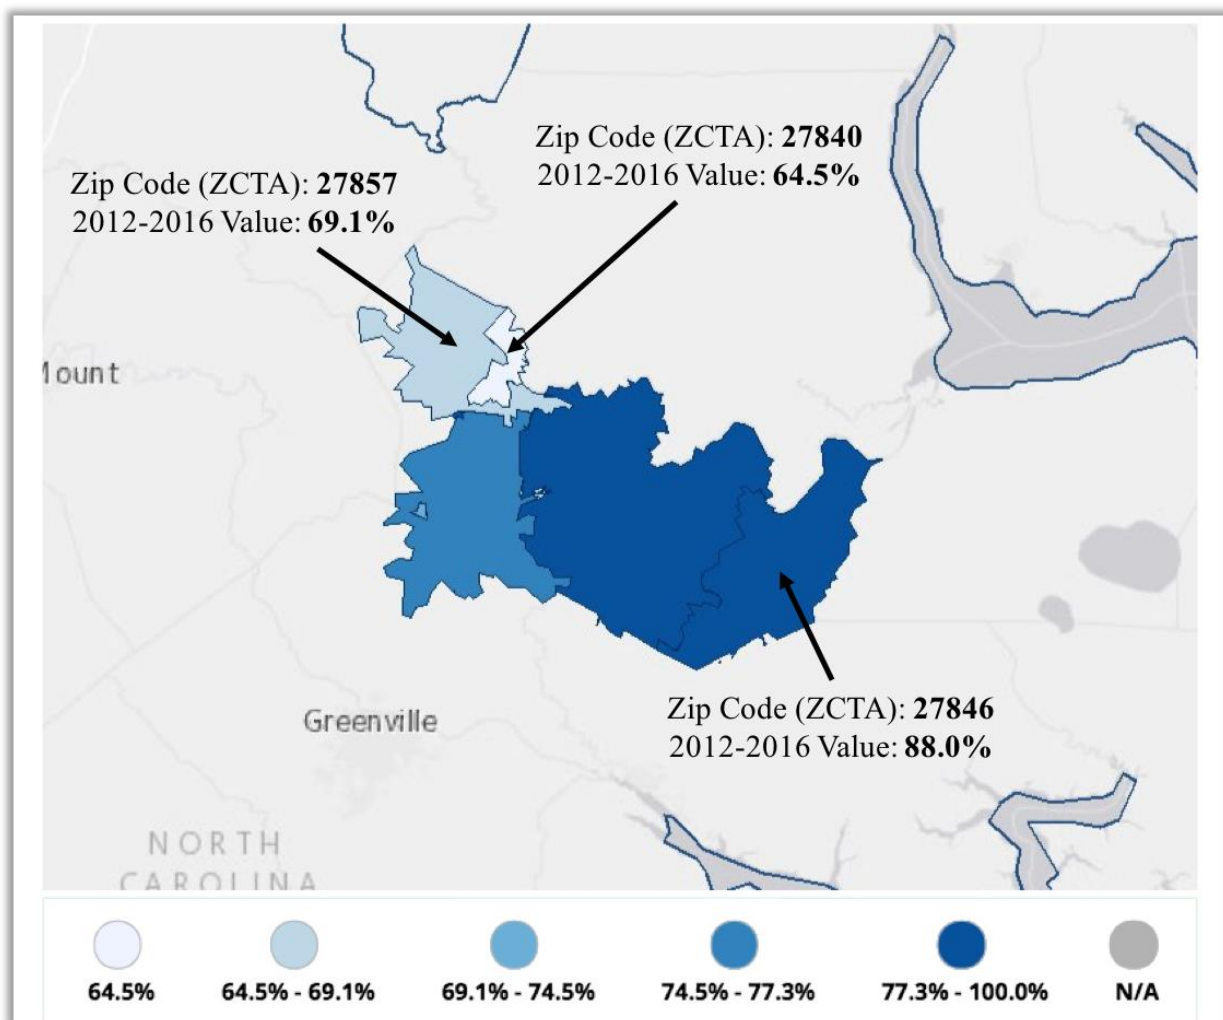 Zip Code (ZCTA): 27840
2012-2016 Value: 64.5%
Zip Code (ZCTA): 27857
2012-2016 Value: 69.1%
Mount
Greenville
Zip Code (ZCTA): 27846
2012-2016 Value: 88.0%
NORTH
CAROLINA
64.5%
64.5% - 69.1%
69.1% - 74.5%
74.5% - 77.3%
77.3% - 100.0%
N/A